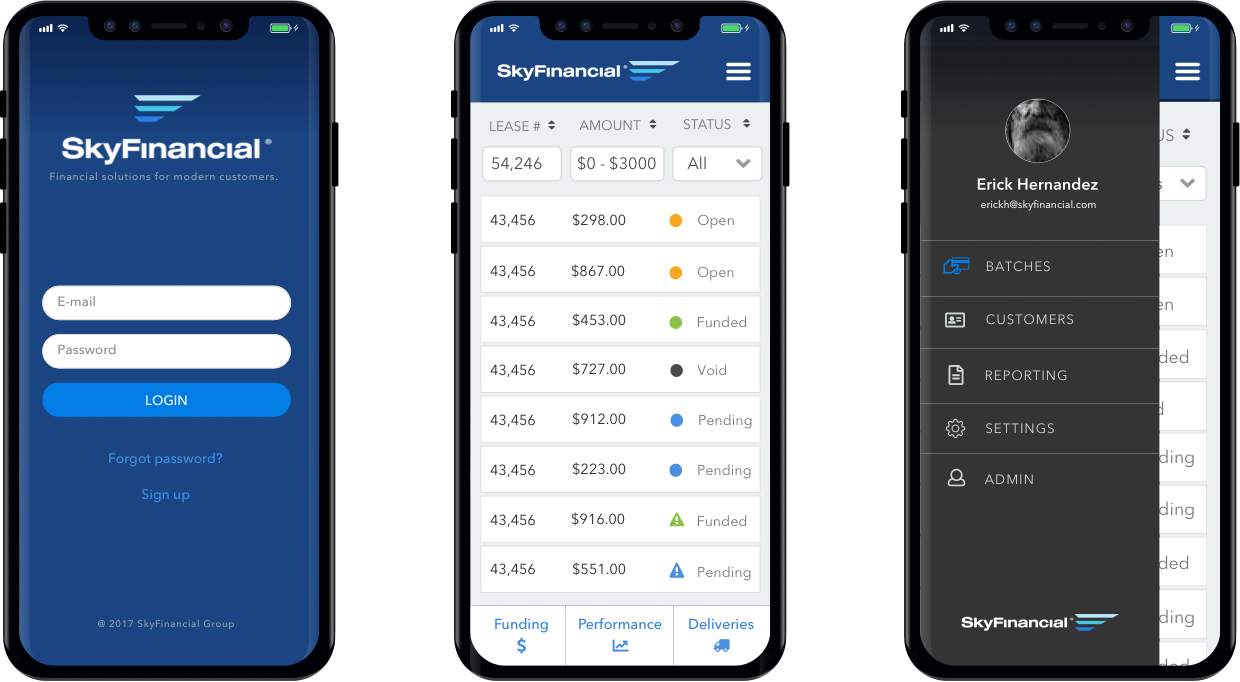 SkyFinancial®
Financial solutions for modern customers.
E-mail
Password
LOGIN
Forgot password?
Sign up
@ 2017 SkyFinancial Group
SkyFinancial
LEASE # AMOUNT STATUS
54,246 $0 - $3000 All
43,456 $298.00 Open
43,456 $867.00 Open
43,456 $453.00 Funded
43,456 $727.00 Void
43,456 $912.00 Pending
43,456 $223.00 Pending
43,456 $916.00 Funded
43,456 $551.00 Pending
Funding Performance Deliveries
$
Erick Hernandez
erickh@skyfinancial.com
BATCHES
CUSTOMERS
REPORTING
SETTINGS
ADMIN
SkyFinancial
US
s
en
en
ded
d
ding
ding
ded
ding
ded